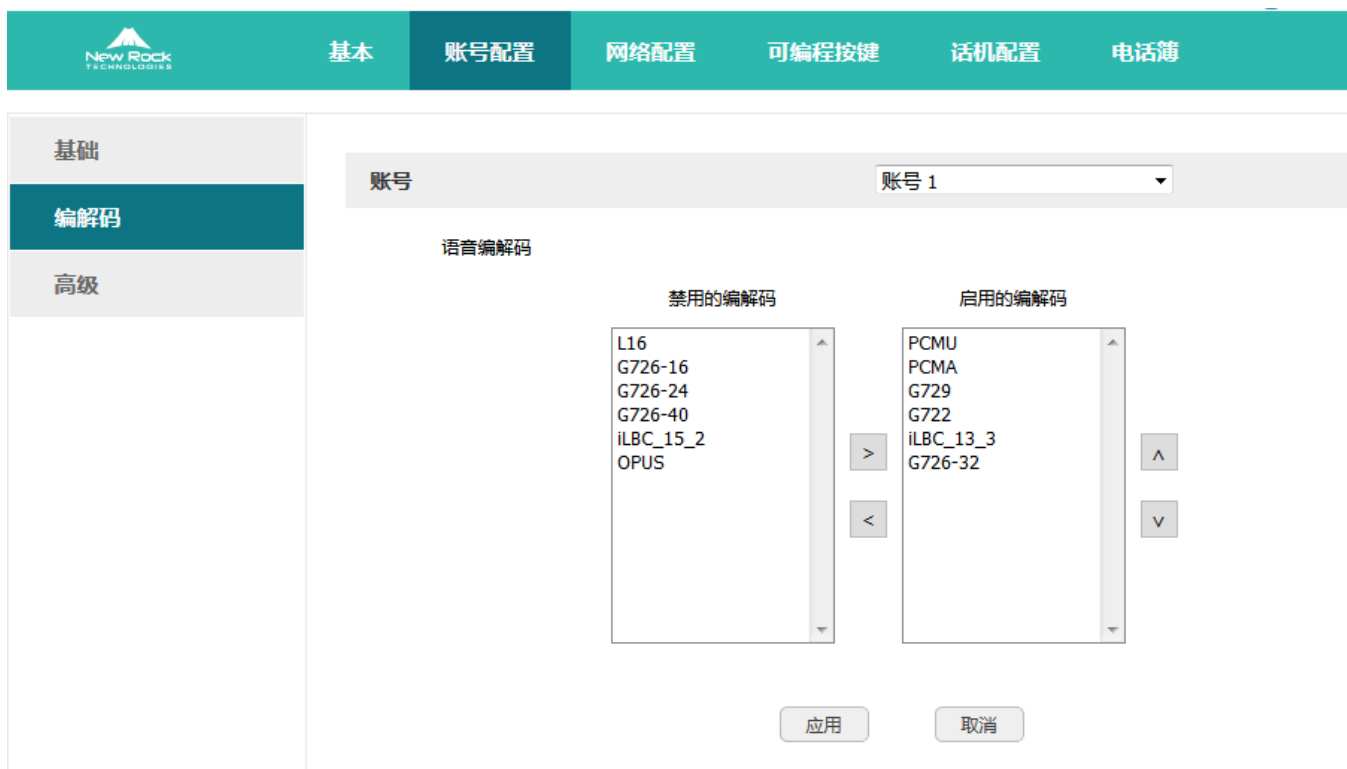 New Rock
TECHNOLOGIES
基本 账号配置 网络配置 可编程按键 话机配置 电话簿
基础
编解码
高级
账号 账号 1
语音编解码
禁用的编解码 启用的编解码
L16 PCMU
G726-16 PCMA
G726-24 G729
G726-40 G722
iLBC_15_2 iLBC_13_3
OPUS G726-32
> ʌ
< v
应用 取消